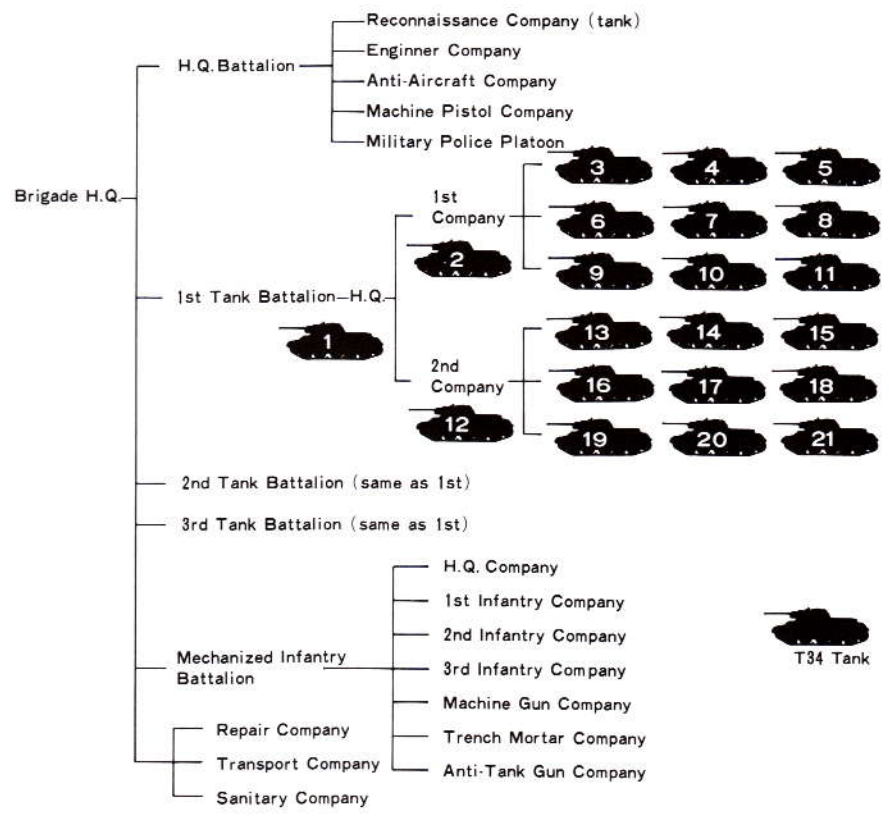 Reconnaissance Company (tank)
Enginner Company
H.Q. Battalion
Anti-Aircraft Company
Machine Pistol Company
Military Police Platoon
Brigade H.Q.
1st
Company
2
3 4 5
6 7 8
9 10 11
1st Tank Battalion H.Q.
1
2nd
Company
12
13 14 15
16 17 18
19 20 21
2nd Tank Battalion (same as 1st)
3rd Tank Battalion (same as 1st)
Mechanized Infantry
Battalion
H.Q. Company
1st Infantry Company
2nd Infantry Company
3rd Infantry Company
Machine Gun Company
Trench Mortar Company
Anti-Tank Gun Company
Repair Company
Transport Company
Sanitary Company
T34 Tank